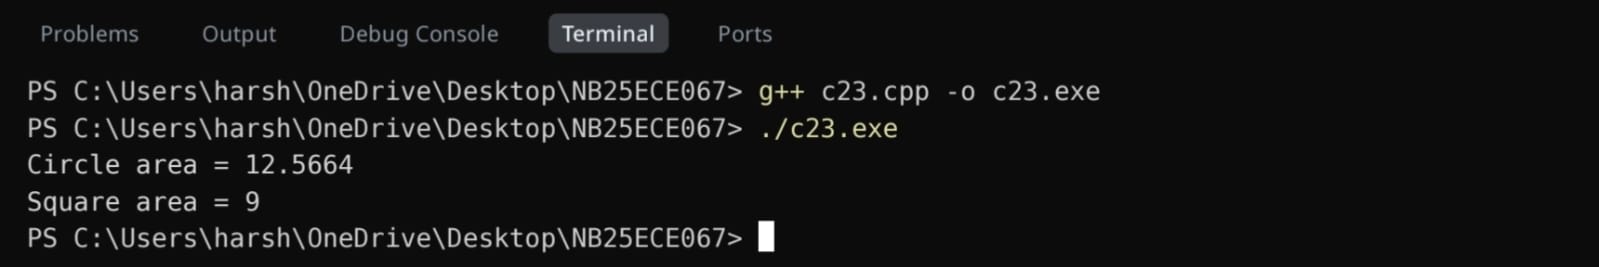 Problems Output Debug Console Terminal Ports
PS C:\Users\harsh\OneDrive\Desktop\NB25ECE067> g++ c23.cpp -o c23.exe
PS C:\Users\harsh\OneDrive\Desktop\NB25ECE067> ./c23.exe
Circle area = 12.5664
Square area = 9
PS C:\Users\harsh\OneDrive\Desktop\NB25ECE067>